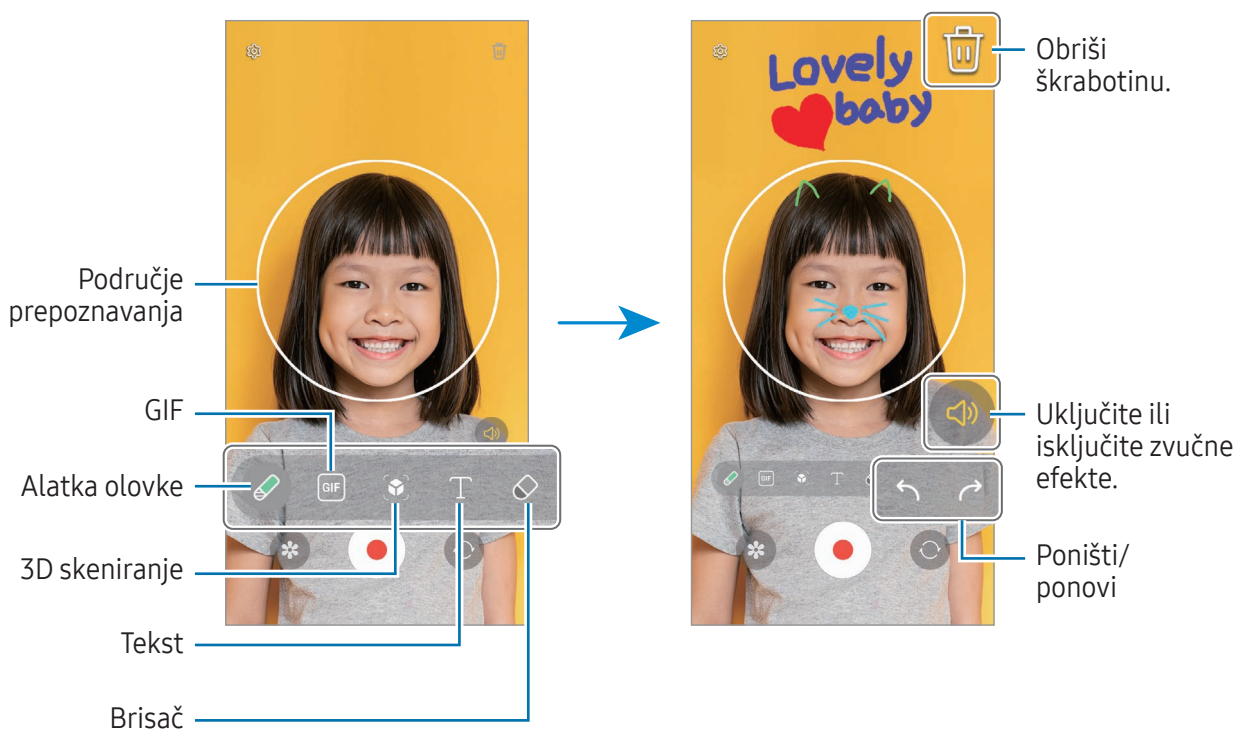 Područje
prepoznavanja
GIF
Alatka olovke
3D skeniranje
Tekst
Brisač
GIF
T
Lovely
baby
Obriši
škrabotinu.
Uključite ili
isključite zvučne
efekte.
GIF
T
Poništi/
ponovi